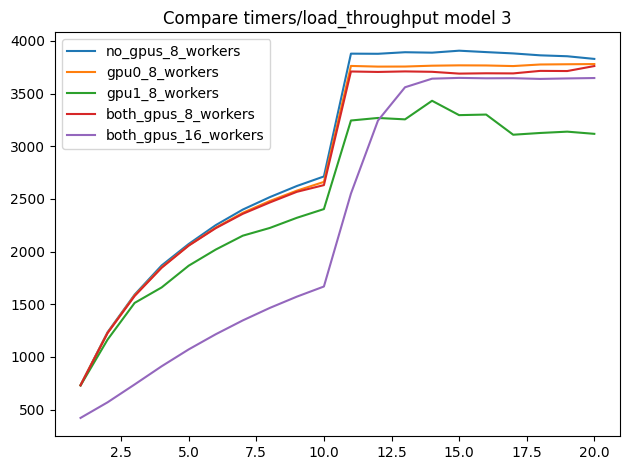 Compare timers/load_throughput model 3
no_gpus_8_workers
gpu0_8_workers
gpu1_8_workers
both_gpus_8_workers
both_gpus_16_workers
4000
3500
3000
2500
2000
1500
1000
500
2.5 5.0 7.5 10.0 12.5 15.0 17.5 20.0